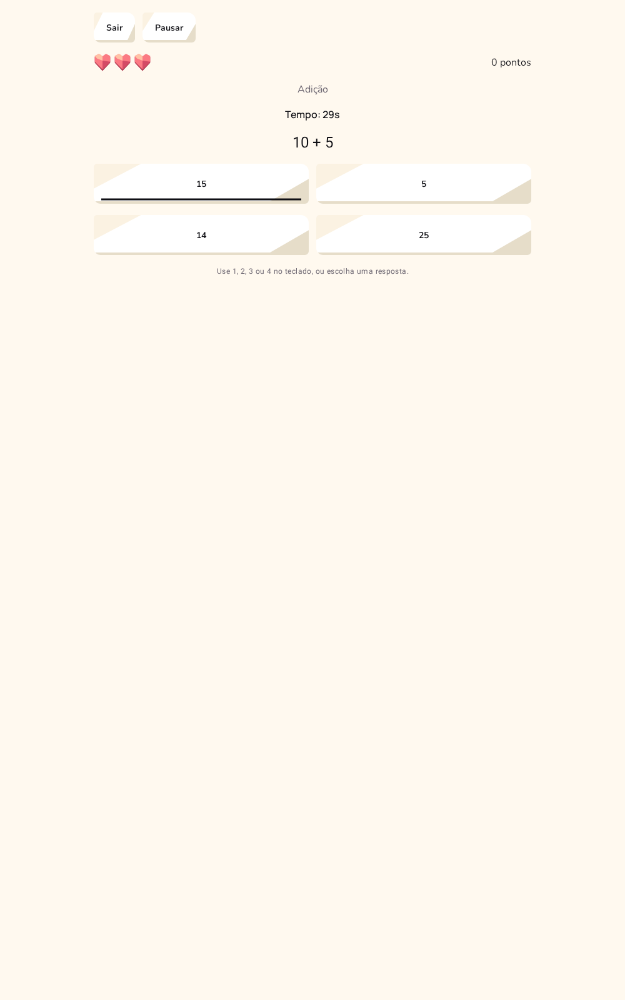 Sair Pausar
0 pontos
Adição
Tempo: 29s
10 + 5
15 5
14 25
Use 1, 2, 3 ou 4 no teclado, ou escolha uma resposta.